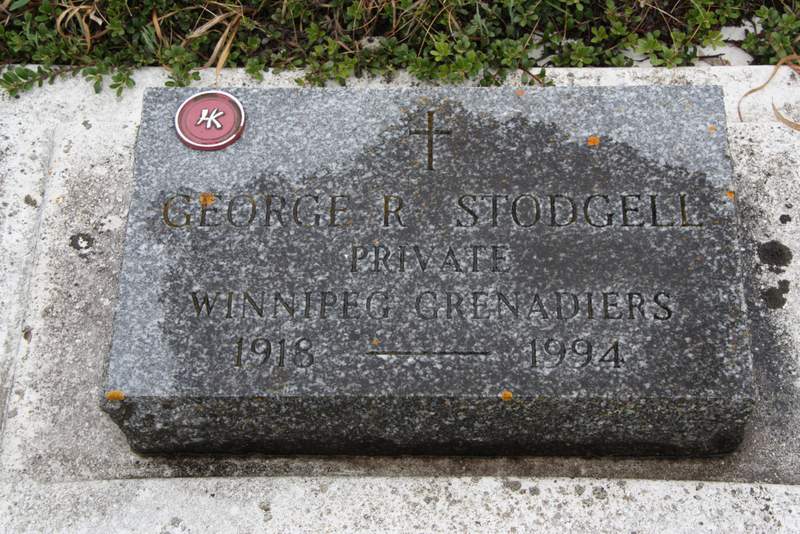 HK
GEORGE R STODGELL
PRIVATE
WINNIPEG GRENADIERS
1918 — 1994